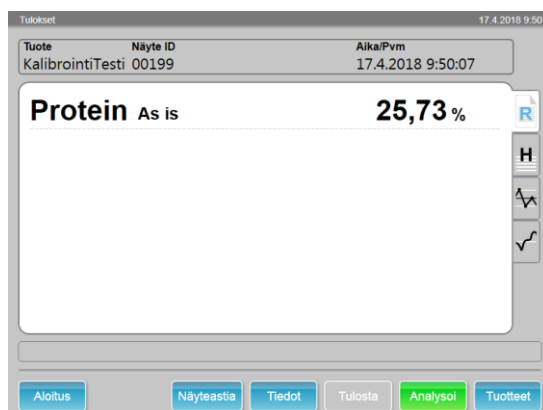 Tulokset 17.4.2018 9:50
Tuote Näyte ID Aika/Pvm
KalibrointiTesti 00199 17.4.2018 9:50:07
Protein As is 25,73 %
R
H
Aloitus Näyteastia Tiedot Tulosta Analysoi Tuotteet